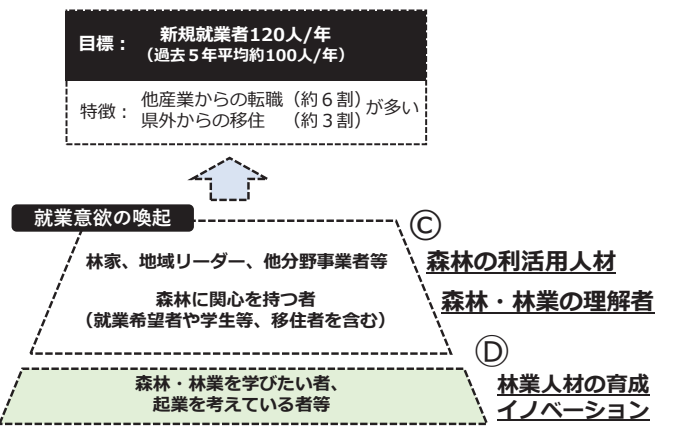 目標： 新規就業者120人/年
（過去５年平均約100人/年）
特徴： 他産業からの転職（約６割）が多い
県外からの移住　（約３割）
就業意欲の喚起
Ⓒ
林家、地域リーダー、他分野事業者等
森林の利活用人材
森林に関心を持つ者
（就業希望者や学生等、移住者を含む）
森林・林業の理解者
Ⓓ
森林・林業を学びたい者、
起業を考えている者等
林業人材の育成
イノベーション